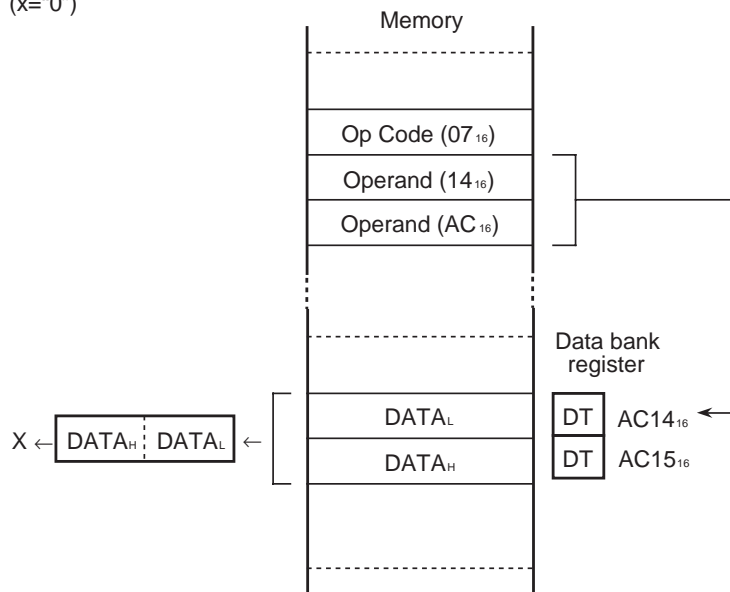 (x="0")
Memory
Op Code (07₁₆)
Operand (14₁₆)
Operand (AC₁₆)
Data bank
register
DATAL DT AC14₁₆
X ← DATAH DATAL ←
DATAH DT AC15₁₆